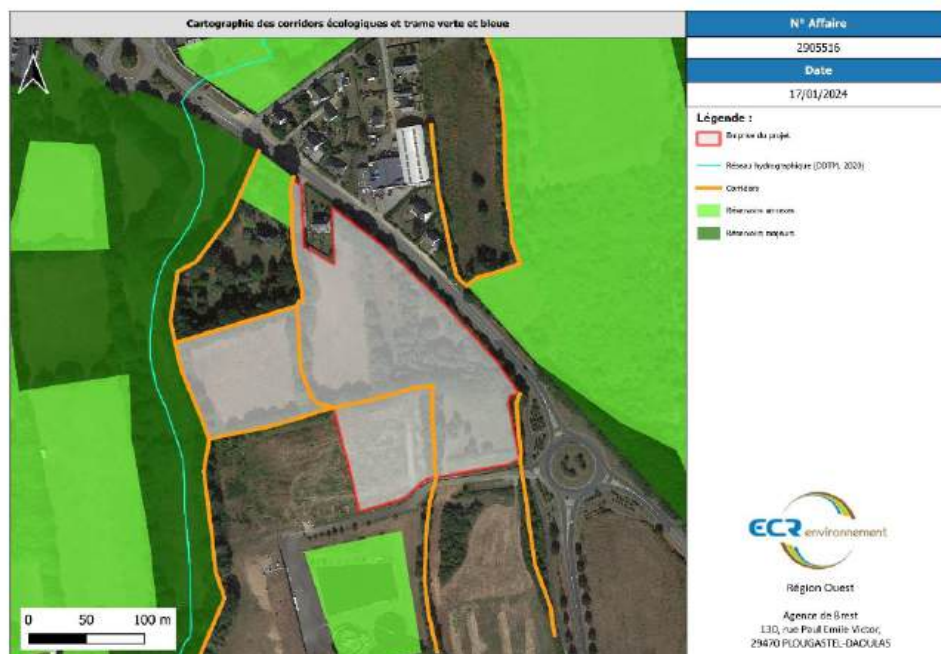 Cartographie des corridors écologiques et trame verte et bleue
N° Affaire
2905516
Date
17/01/2024
Légende :
Emprise du projet
Réseau hydrographique (DDTM, 2020)
Corridors
Réservoirs annexes
Réservoirs majeurs
0 50 100 m
ECR environnement
Région Ouest
Agence de Brest
130, rue Paul Emile Victor,
29470 PLOUGASTEL-DAOULAS